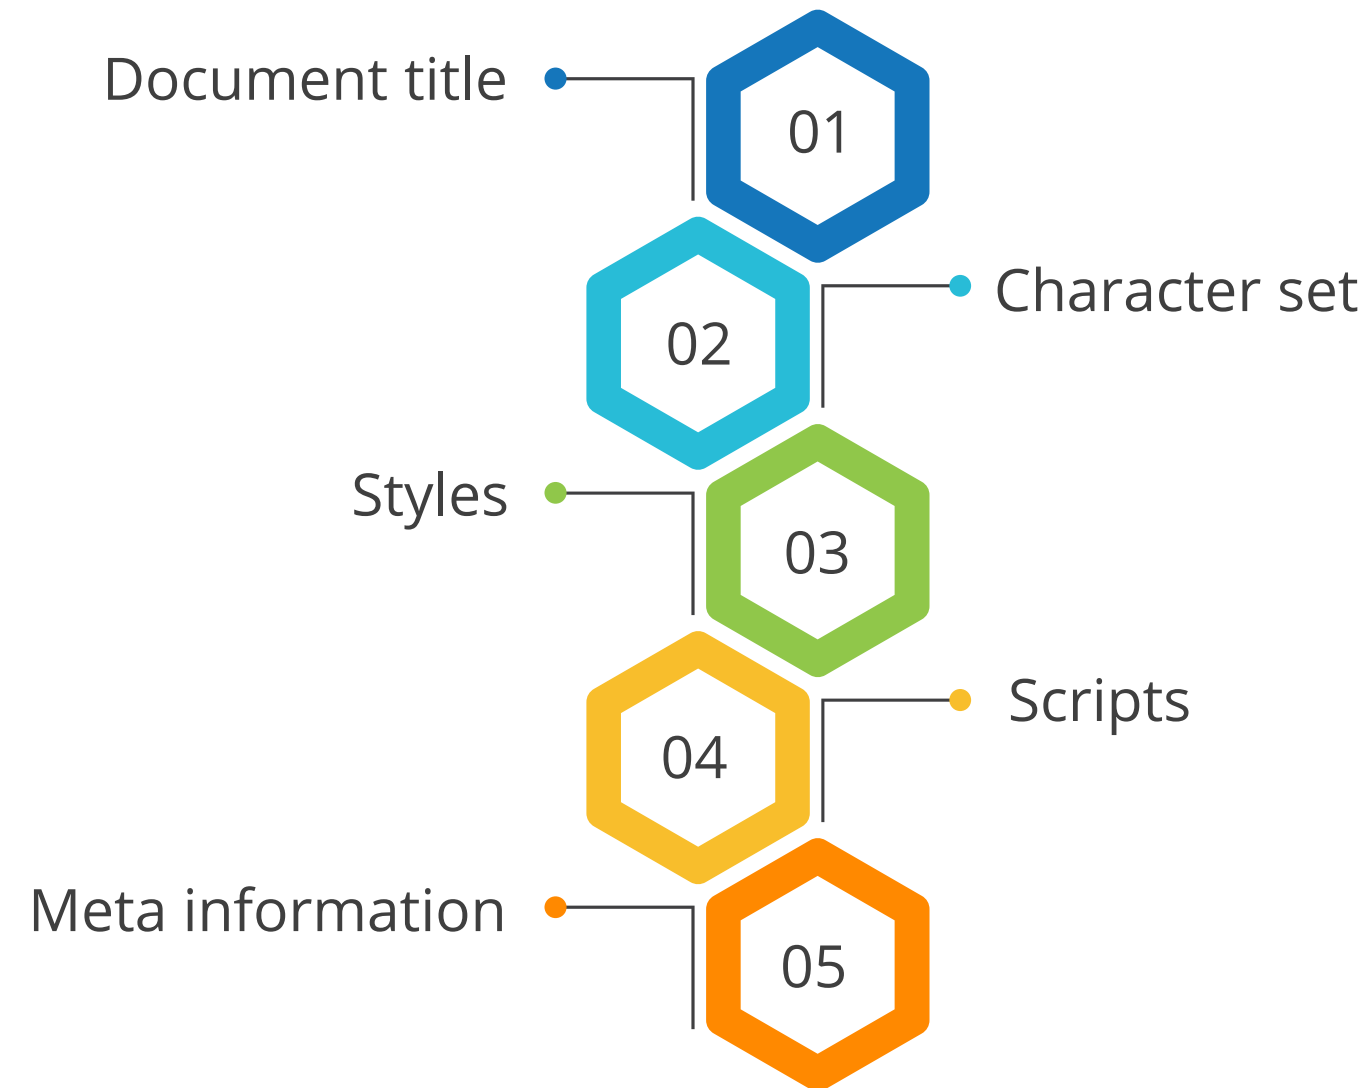 Document title
01
Character set
02
Styles
03
Scripts
04
Meta information
05